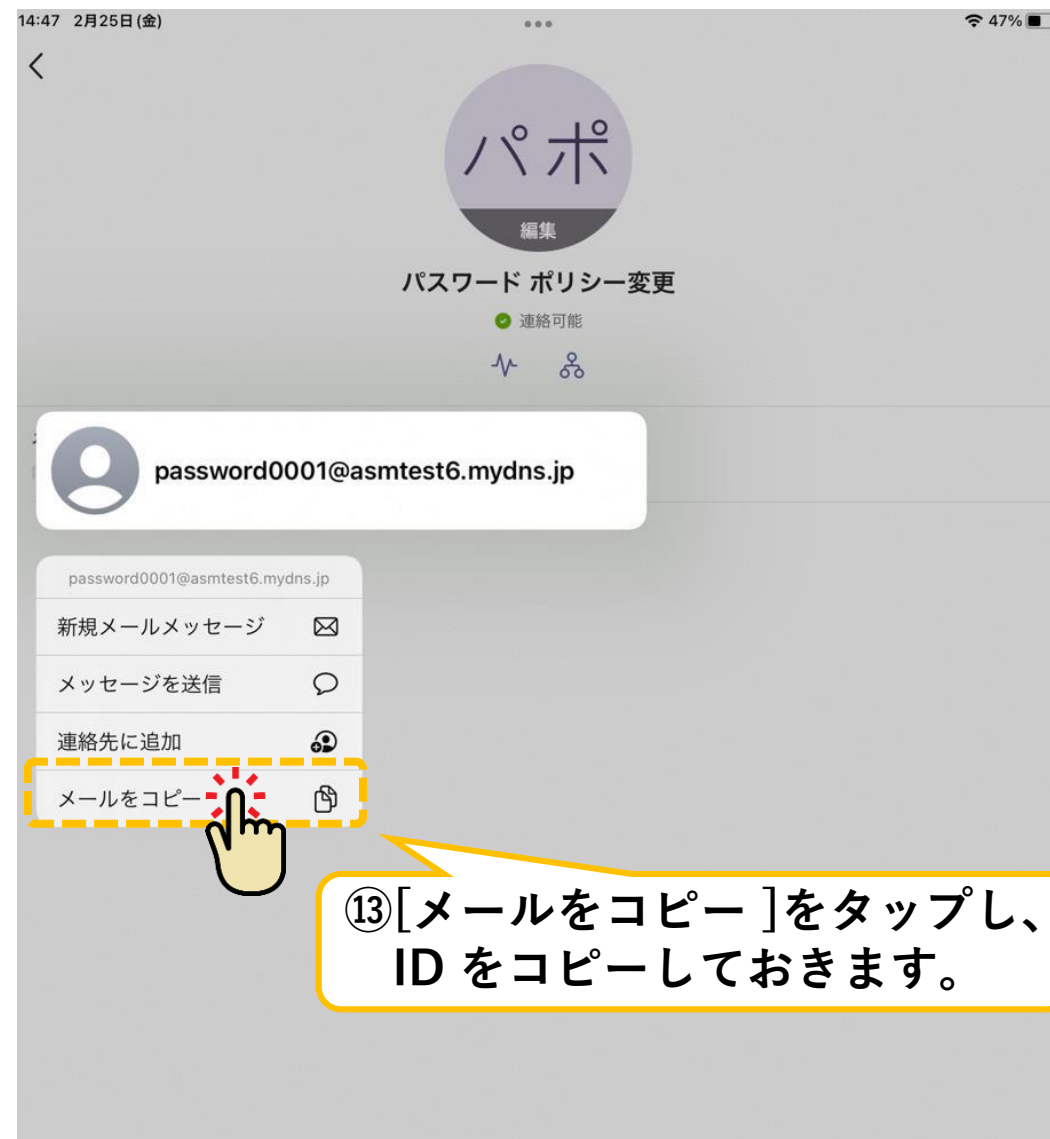 14:47 2月25日(金)
47%
パポ
編集
パスワード ポリシー変更
連絡可能
password0001@asmtest6.mydns.jp
password0001@asmtest6.mydns.jp
新規メールメッセージ
メッセージを送信
連絡先に追加
メールをコピー
⑬[メールをコピー ]をタップし、
ID をコピーしておきます。